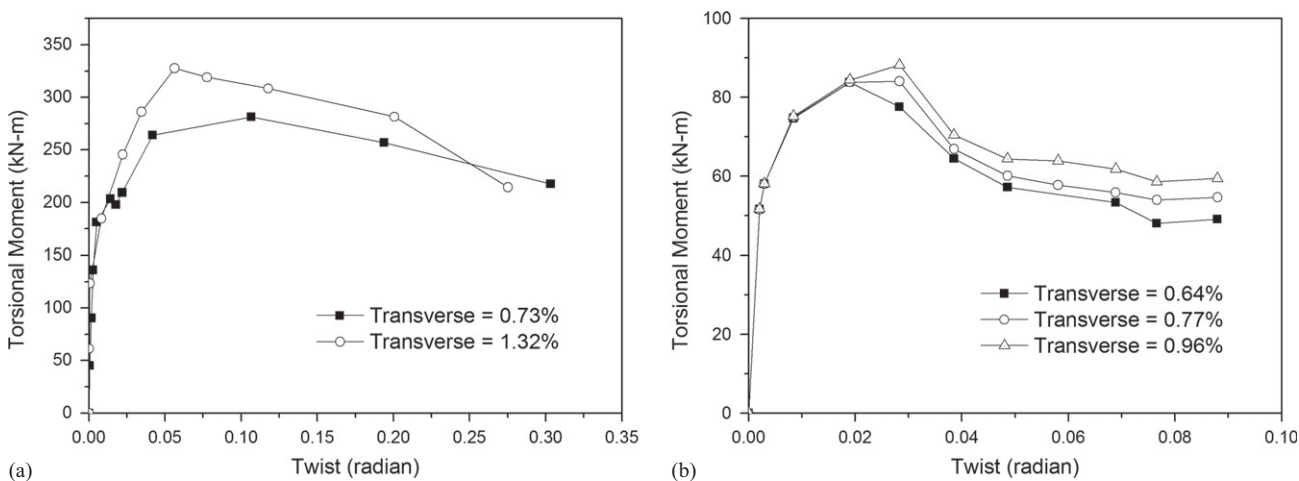 350
300
250
200
150
100
50
0
Torsional Moment (kN-m)
Transverse = 0.73%
Transverse = 1.32%
0.00 0.05 0.10 0.15 0.20 0.25 0.30 0.35
Twist (radian)
(a)
100
80
60
40
20
0
Torsional Moment (kN-m)
Transverse = 0.64%
Transverse = 0.77%
Transverse = 0.96%
0.00 0.02 0.04 0.06 0.08 0.10
Twist (radian)
(b)